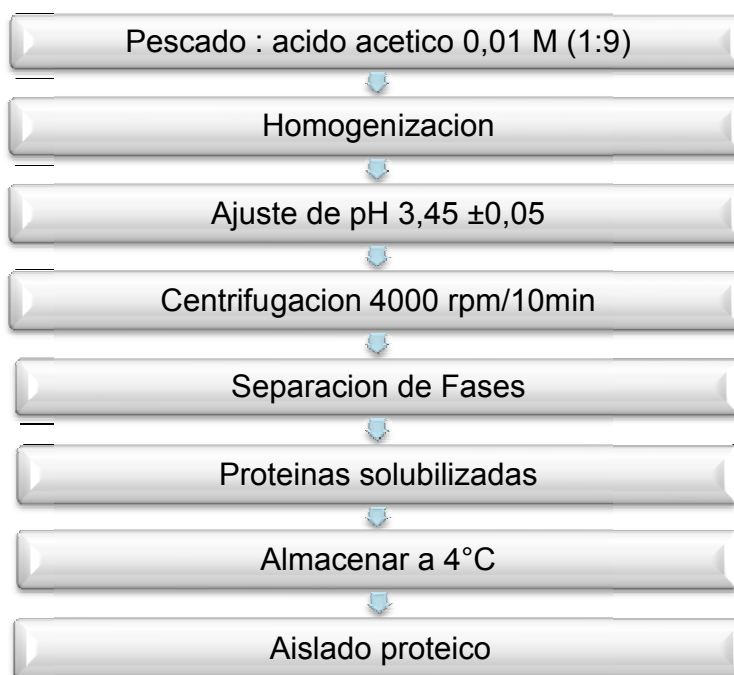 Pescado : acido acetico 0,01 M (1:9)
Homogenizacion
Ajuste de pH 3,45 ±0,05
Centrifugacion 4000 rpm/10min
Separacion de Fases
Proteinas solubilizadas
Almacenar a 4°C
Aislado proteico